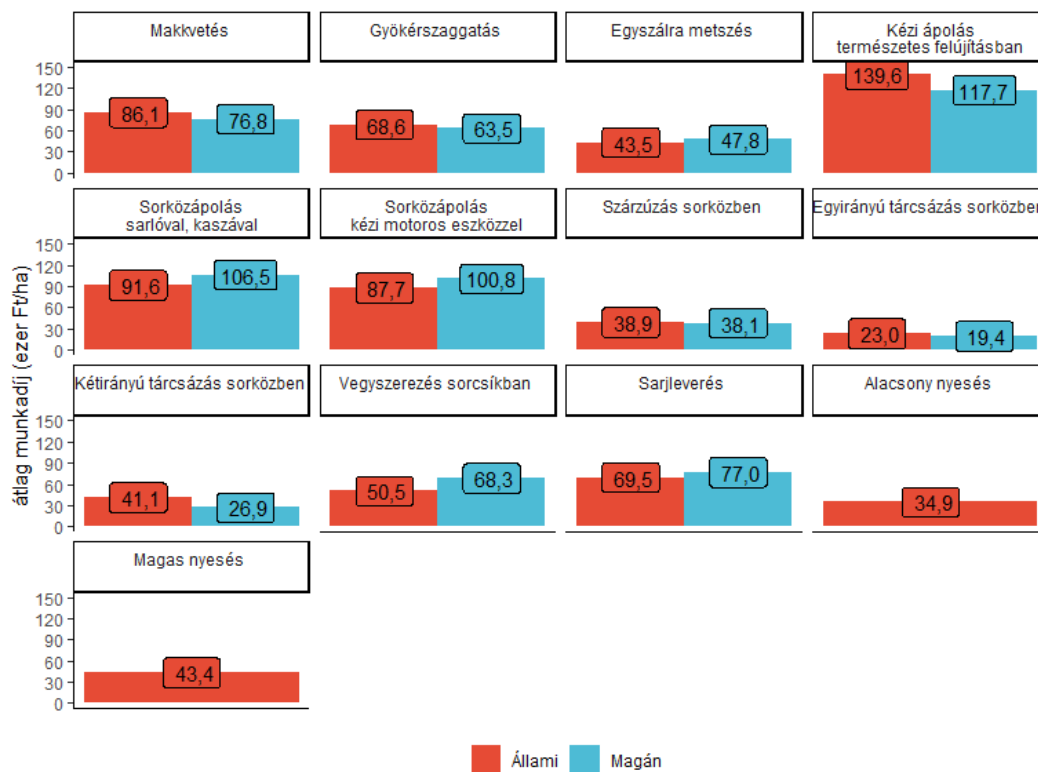 átlag munkadíj (ezer Ft/ha)
Makkvetés
Gyökérszaggatás
Egyszálra metszés
Kézi ápolás
természetes felújításban
150
120
90
60
30
0
86,1
76,8
68,6
63,5
43,5
47,8
139,6
117,7
Sorközápolás
sarlóval, kaszával
Sorközápolás
kézi motoros eszközzel
Szárzúzás sorközben
Egyirányú tárcsázás sorközben
150
120
90
60
30
0
91,6
106,5
87,7
100,8
38,9
38,1
23,0
19,4
Kétirányú tárcsázás sorközben
Vegyszerezés sorcsíkban
Sarjleverés
Alacsony nyesés
150
120
90
60
30
0
41,1
26,9
50,5
68,3
69,5
77,0
34,9
Magas nyesés
150
120
90
60
30
0
43,4
Állami
Magán